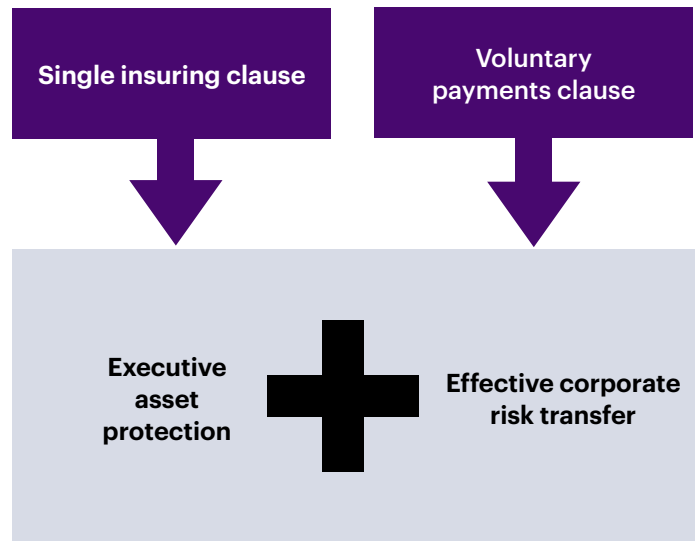 Single insuring clause
Voluntary
payments clause
Executive
asset
protection
Effective corporate
risk transfer